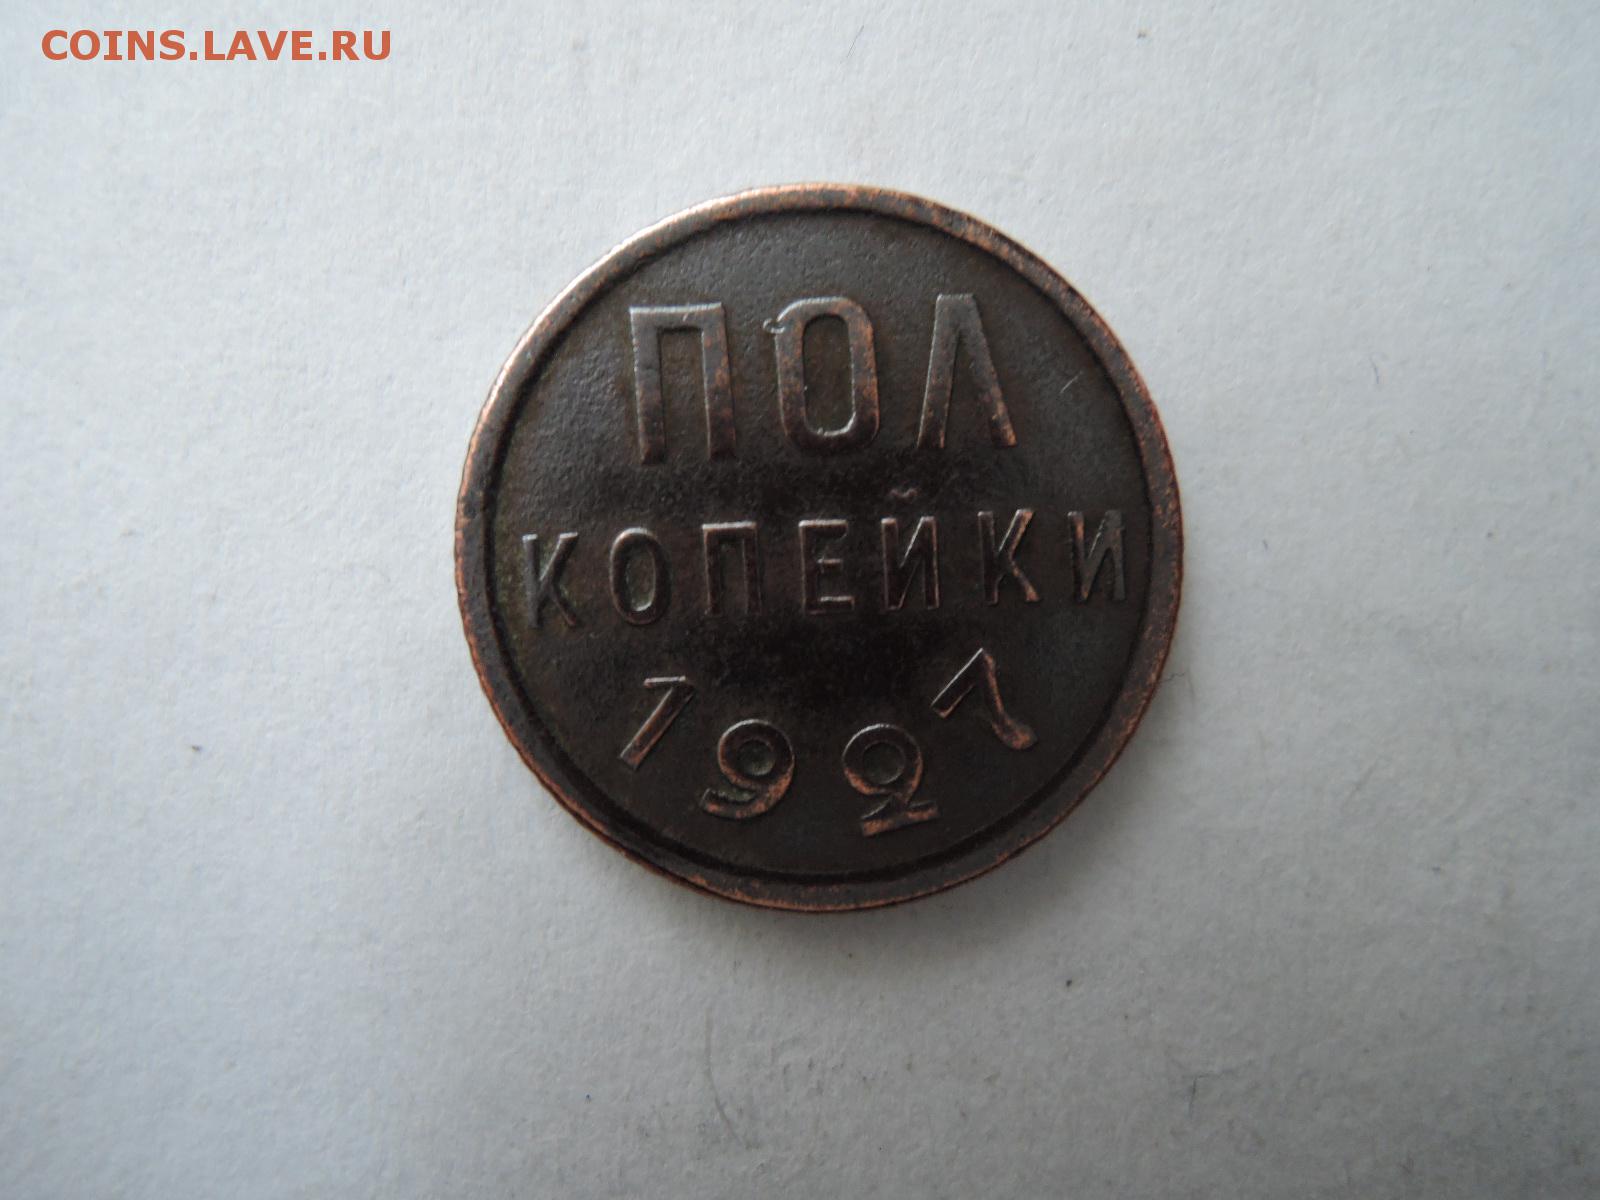 COINS.LAVE.RU
ПОЛ
КОПЕЙКИ
1927